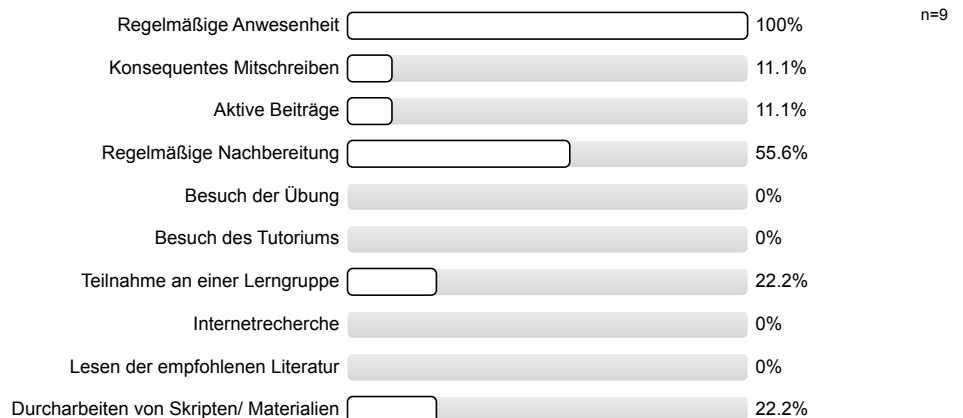 n=9
Regelmäßige Anwesenheit 100%
Konsequentes Mitschreiben 11.1%
Aktive Beiträge 11.1%
Regelmäßige Nachbereitung 55.6%
Besuch der Übung 0%
Besuch des Tutoriums 0%
Teilnahme an einer Lerngruppe 22.2%
Internetrecherche 0%
Lesen der empfohlenen Literatur 0%
Durcharbeiten von Skripten/ Materialien 22.2%